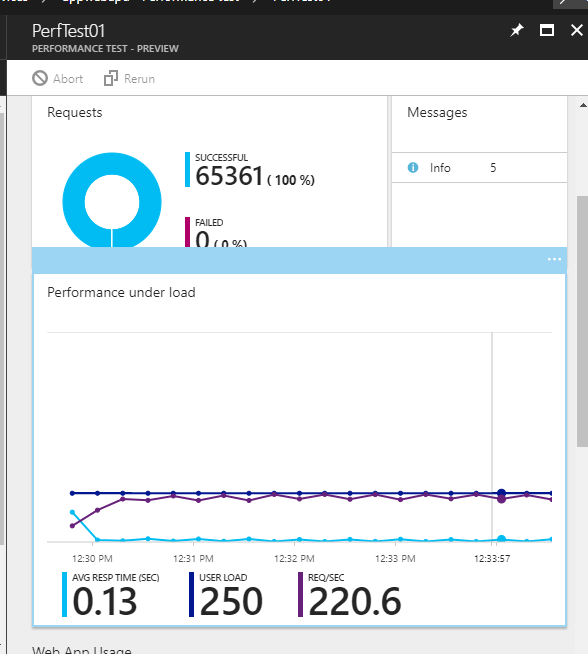 PerfTest01
PERFORMANCE TEST - PREVIEW
Abort
Rerun
Requests
SUCCESSFUL
65361 ( 100 %)
FAILED
0 ( 0 %)
Messages
Info 5
...
Performance under load
12:30 PM 12:31 PM 12:32 PM 12:33 PM 12:33:57
AVG RESP TIME (SEC)
0.13
USER LOAD
250
REQ/SEC
220.6
Web App Usage